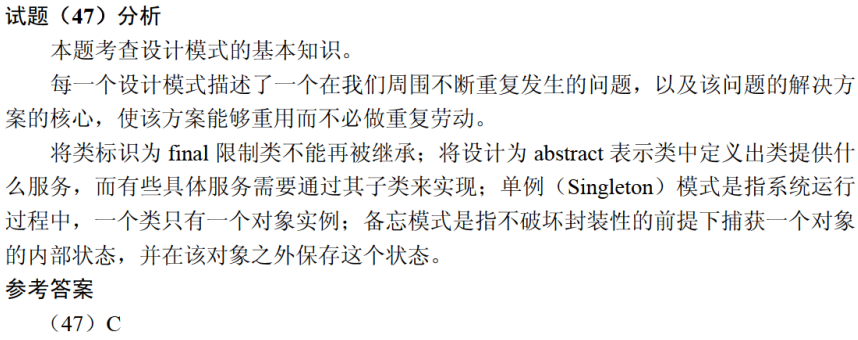 试题（47）分析
本题考查设计模式的基本知识。
每一个设计模式描述了一个在我们周围不断重复发生的问题，以及该问题的解决方
案的核心，使该方案能够重用而不必做重复劳动。
将类标识为 final 限制类不能再被继承；将设计为 abstract 表示类中定义出类提供什
么服务，而有些具体服务需要通过其子类来实现；单例（Singleton）模式是指系统运行
过程中，一个类只有一个对象实例；备忘模式是指不破坏封装性的前提下捕获一个对象
的内部状态，并在该对象之外保存这个状态。
参考答案
（47）C